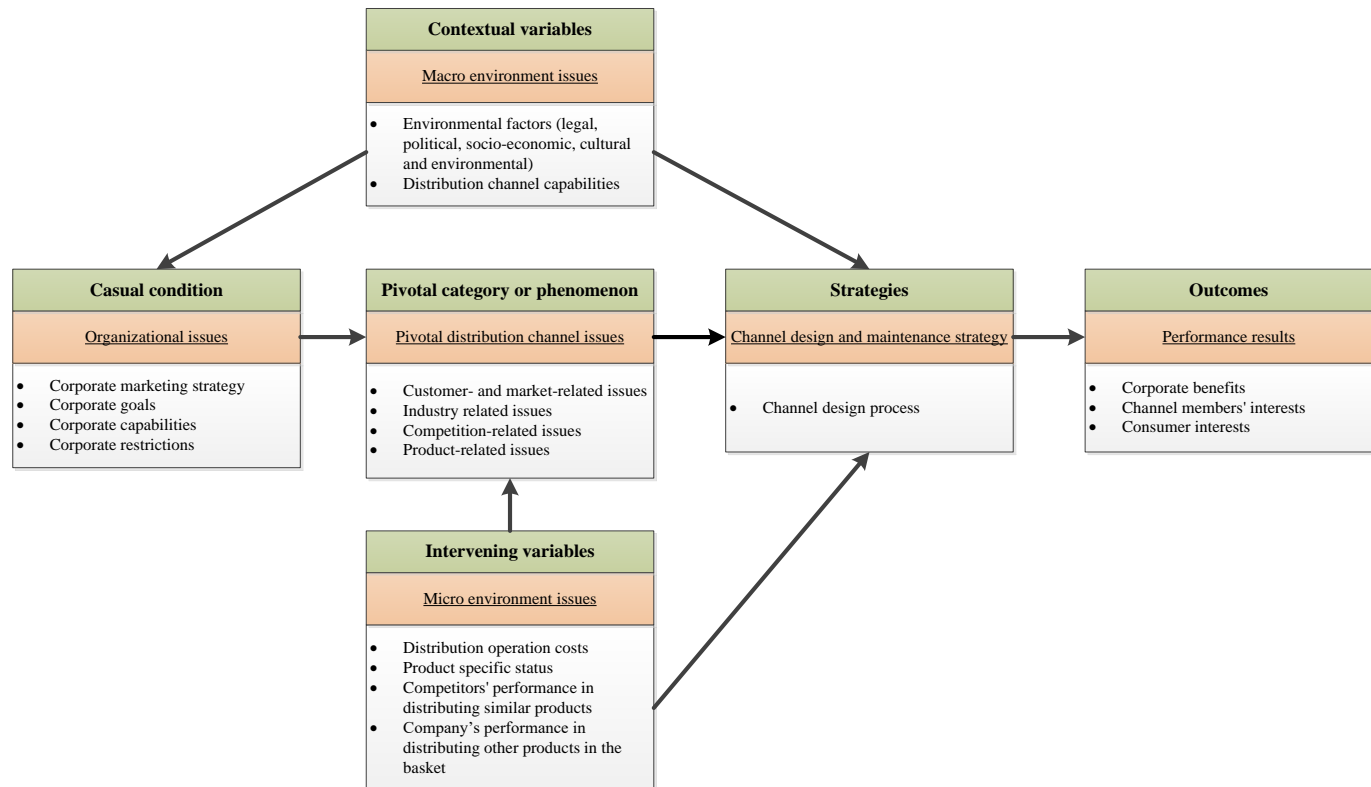 Contextual variables
Macro environment issues
• Environmental factors (legal,
political, socio-economic, cultural
and environmental)
• Distribution channel capabilities
Casual condition
Organizational issues
• Corporate marketing strategy
• Corporate goals
• Corporate capabilities
• Corporate restrictions
Pivotal category or phenomenon
Pivotal distribution channel issues
• Customer- and market-related issues
• Industry related issues
• Competition-related issues
• Product-related issues
Strategies
Channel design and maintenance strategy
• Channel design process
Outcomes
Performance results
• Corporate benefits
• Channel members' interests
• Consumer interests
Intervening variables
Micro environment issues
• Distribution operation costs
• Product specific status
• Competitors' performance in
distributing similar products
• Company’s performance in
distributing other products in the
basket